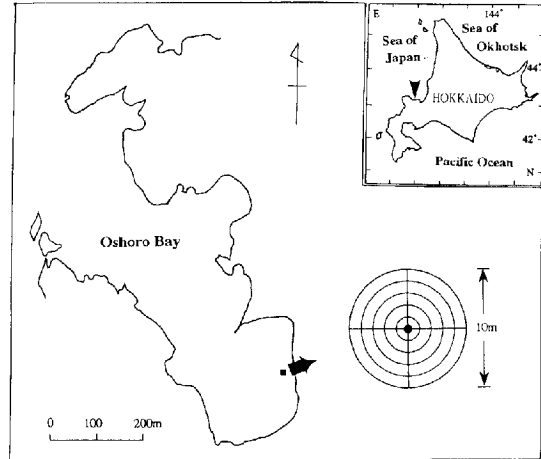 E
144°
Sea of
Okhotsk
Sea of
Japan
44°
HOKKAIDO
42°
Pacific Ocean
N
Oshoro Bay
10m
0 100 200m